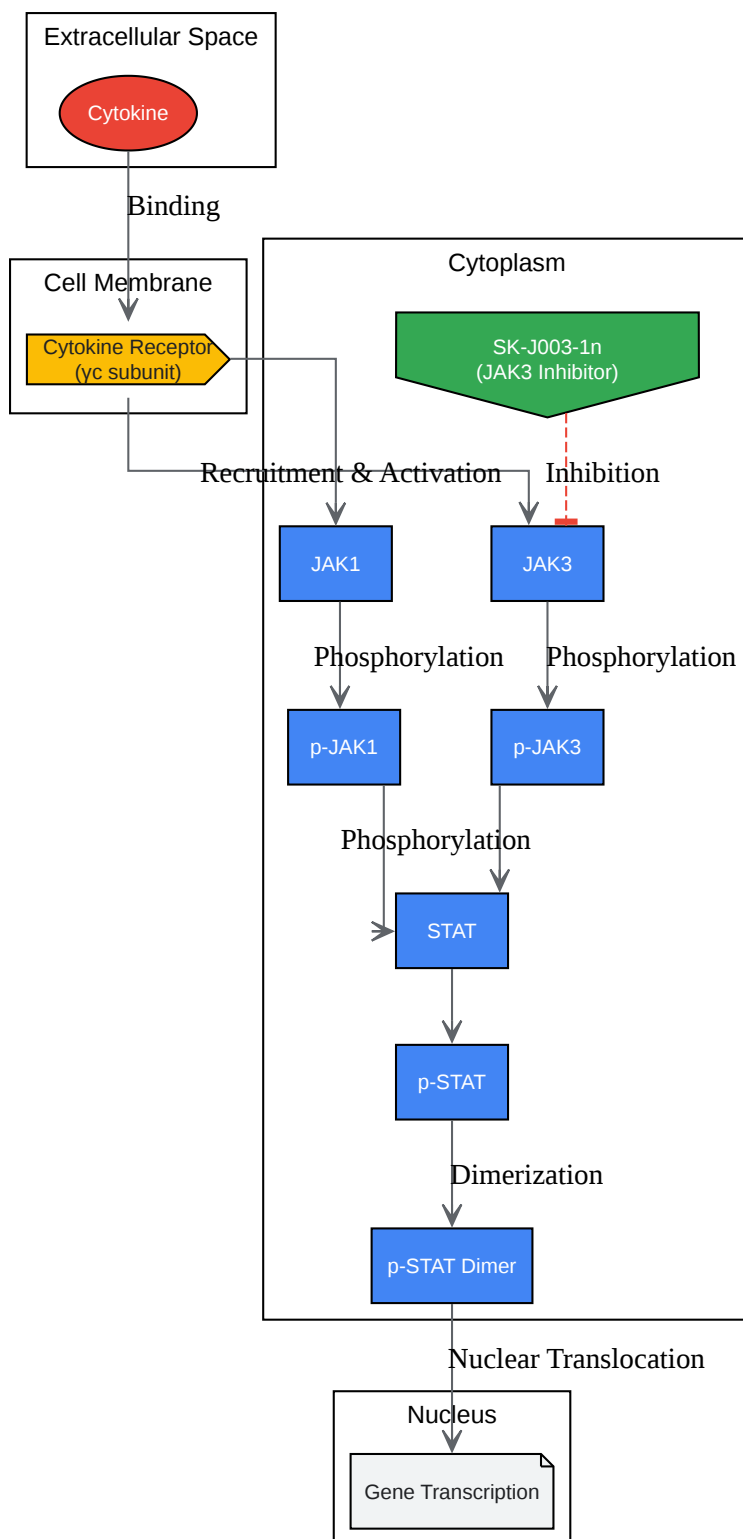 Extracellular Space
Cytokine
Binding
Cell Membrane
Cytokine Receptor
(yc subunit)
Cytoplasm
SK-J003-1n
(JAK3 Inhibitor)
Recruitment & Activation
Inhibition
JAK1
JAK3
Phosphorylation
Phosphorylation
p-JAK1
p-JAK3
Phosphorylation
STAT
p-STAT
Dimerization
p-STAT Dimer
Nuclear Translocation
Nucleus
Gene Transcription